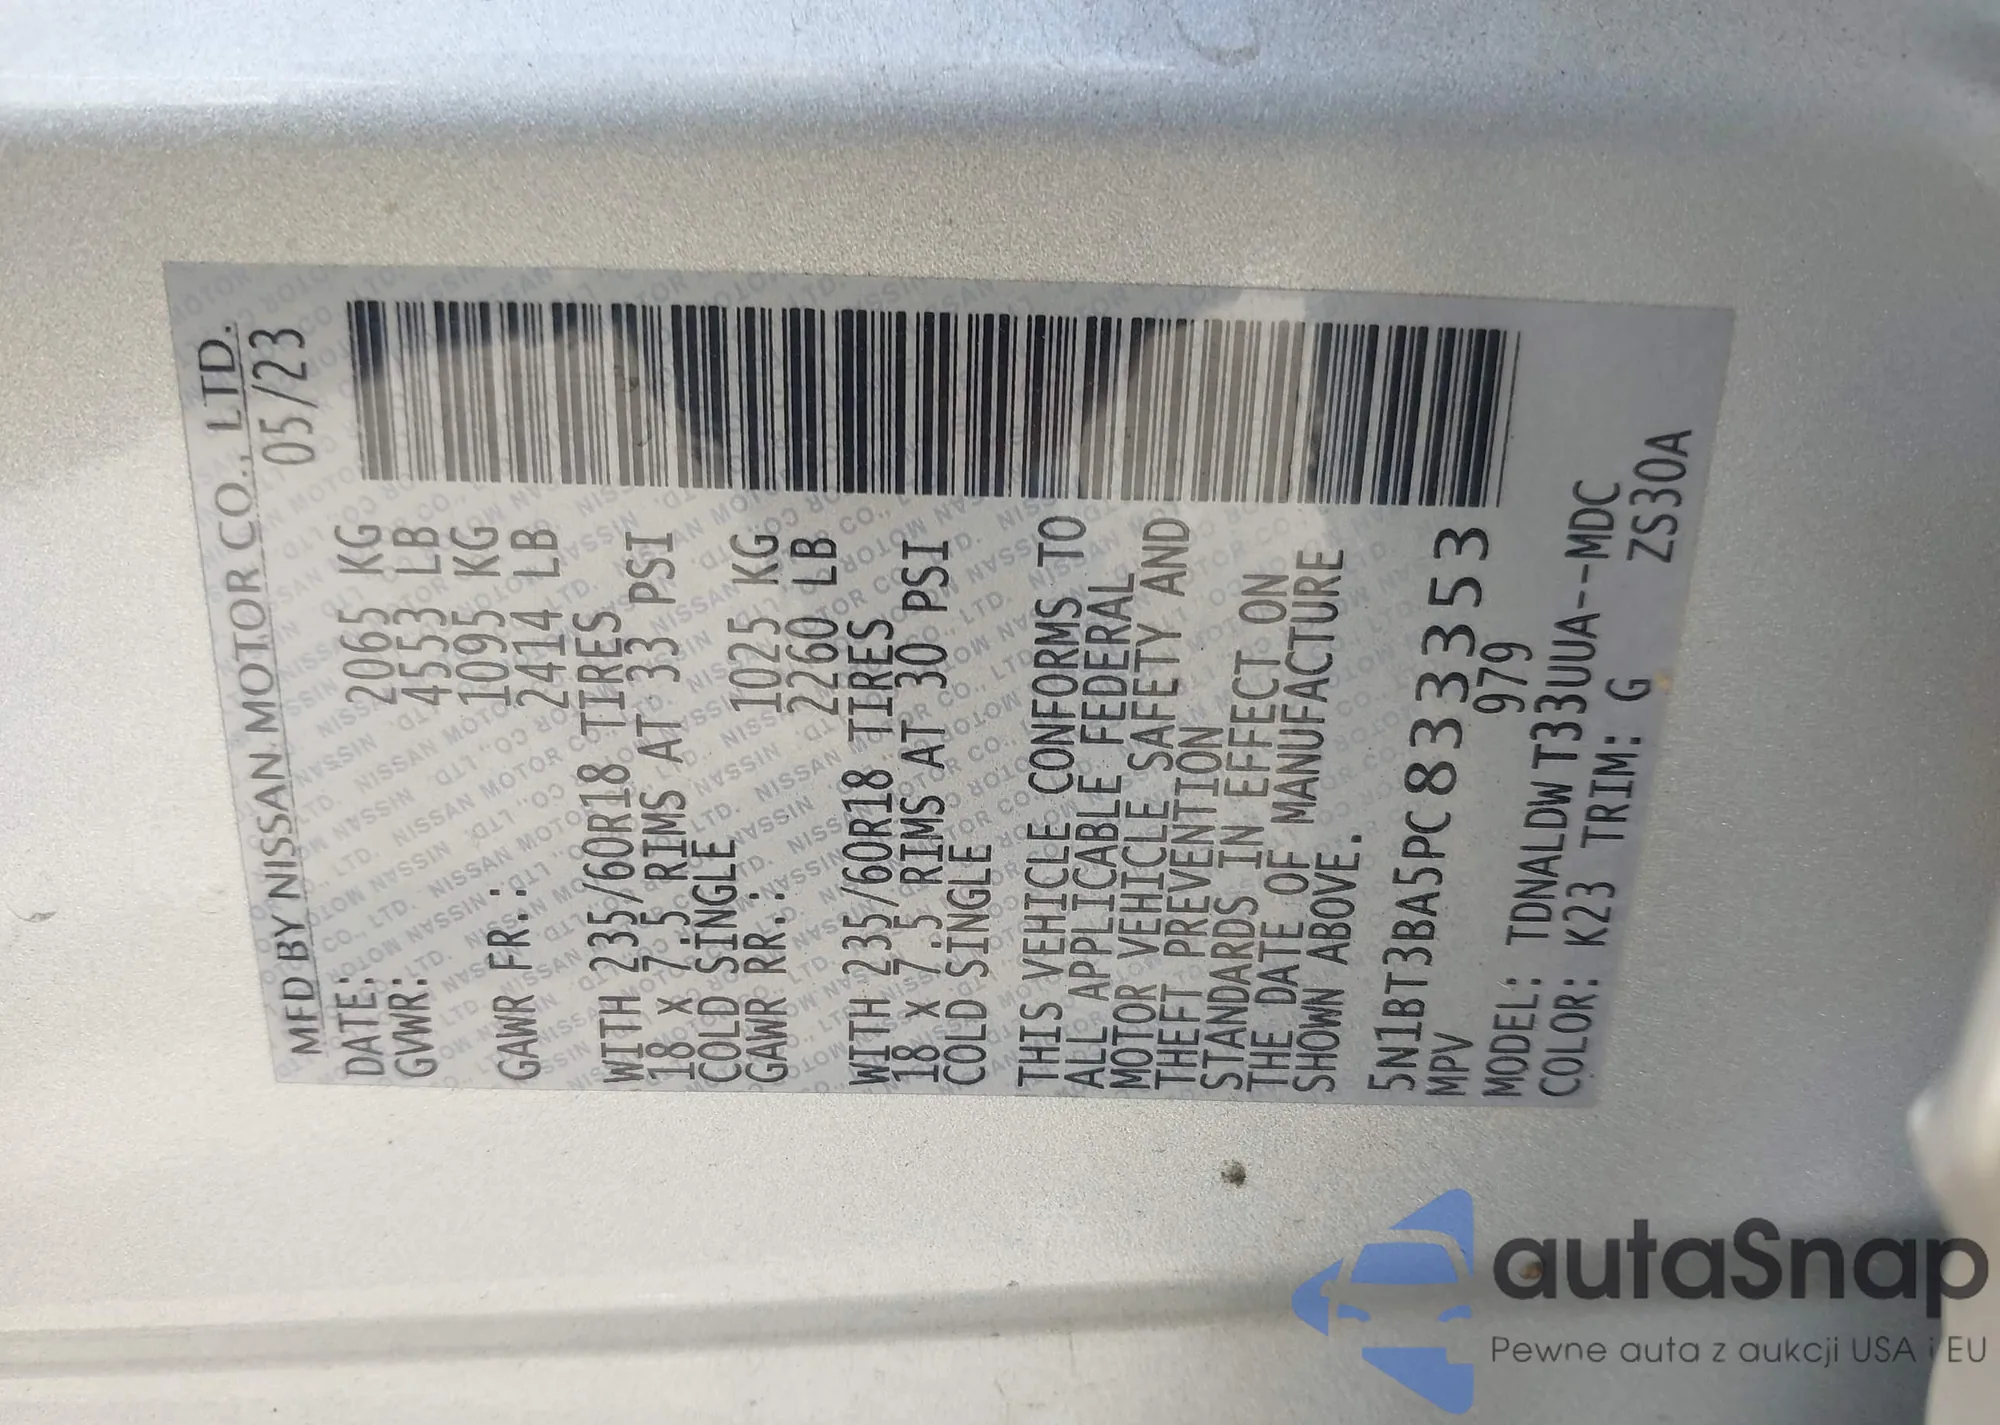 MFD BY NISSAN MOTOR CO., LTD.
DATE: 05/23
GVWR: 2065 KG
4553 LB
GAWR FR.: 1095 KG
2414 LB
WITH 235/60R18 TIRES
18 x 7.5 RIMS AT 33 PSI
COLD SINGLE
GAWR RR.: 1025 KG
2260 LB
WITH 235/60R18 TIRES
18 x 7.5 RIMS AT 30 PSI
COLD SINGLE
THIS VEHICLE CONFORMS TO
ALL APPLICABLE FEDERAL
MOTOR VEHICLE SAFETY AND
THEFT PREVENTION
STANDARDS IN EFFECT ON
THE DATE OF MANUFACTURE
SHOWN ABOVE.
5N1BT3BA5PC833353
MPV 979
MODEL: TDNALDW T33UUA--MDC
COLOR: K23 TRIM: G ZS30A
autaSnap
Pewne auta z aukcji USA i EU